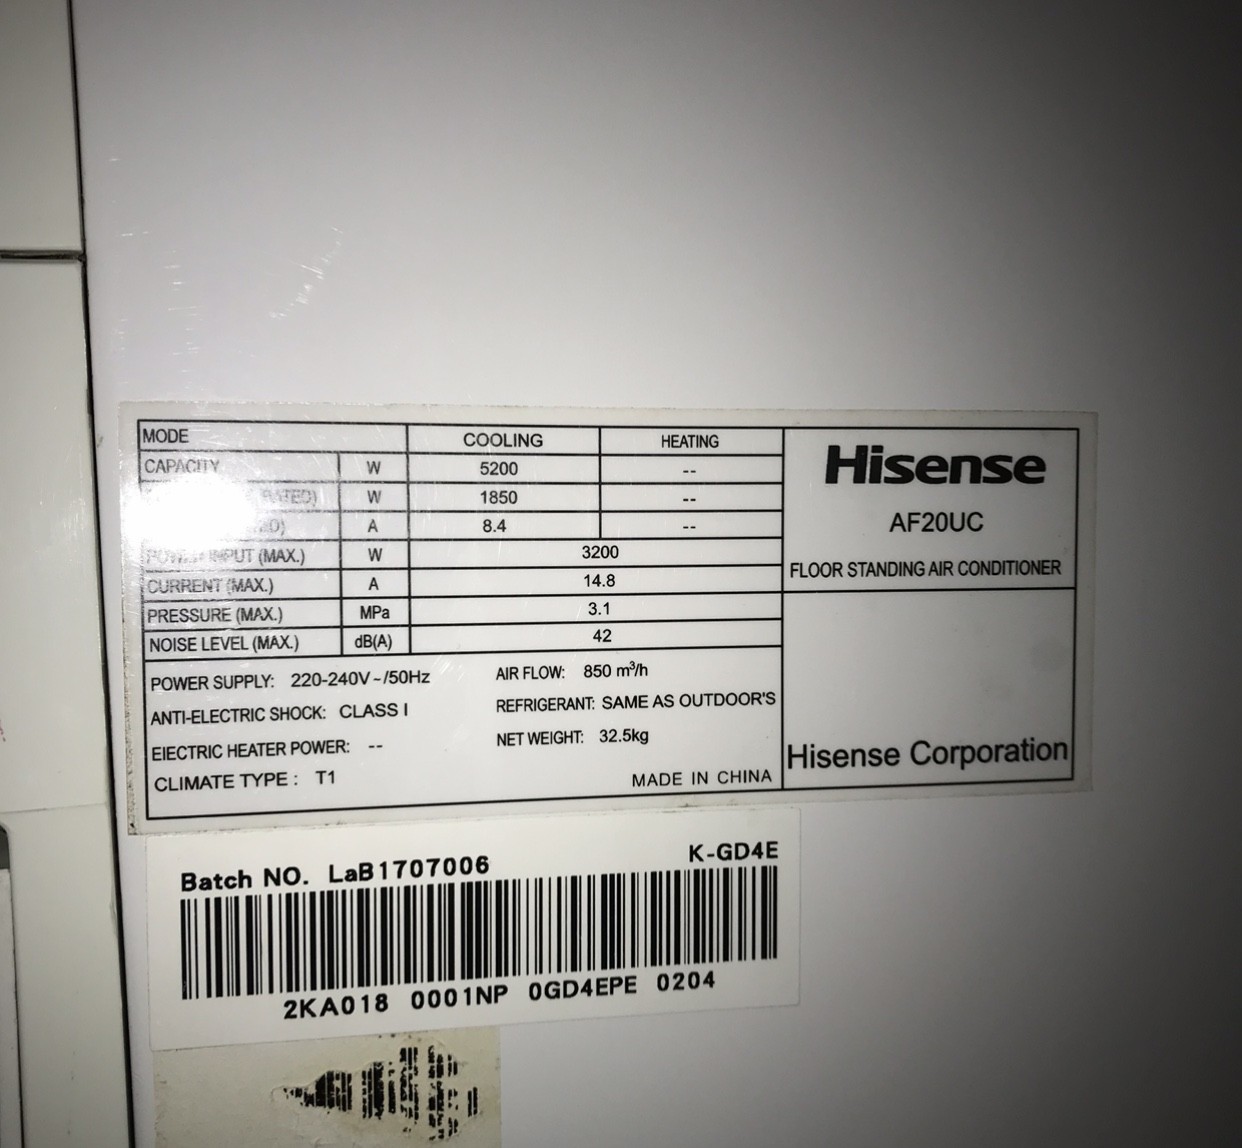 MODE COOLING HEATING
CAPACITY W 5200 --
W 1850 --
A 8.4 --
POWER INPUT (MAX.) W 3200
CURRENT (MAX.) A 14.8
PRESSURE (MAX.) MPa 3.1
NOISE LEVEL (MAX.) dB(A) 42
POWER SUPPLY: 220-240V~/50Hz AIR FLOW: 850 m³/h
ANTI-ELECTRIC SHOCK: CLASS I REFRIGERANT: SAME AS OUTDOOR'S
EIECTRIC HEATER POWER: -- NET WEIGHT: 32.5kg
CLIMATE TYPE : T1 MADE IN CHINA
Hisense
AF20UC
FLOOR STANDING AIR CONDITIONER
Hisense Corporation
Batch NO. LaB1707006 K-GD4E
2KA018 0001NP 0GD4EPE 0204